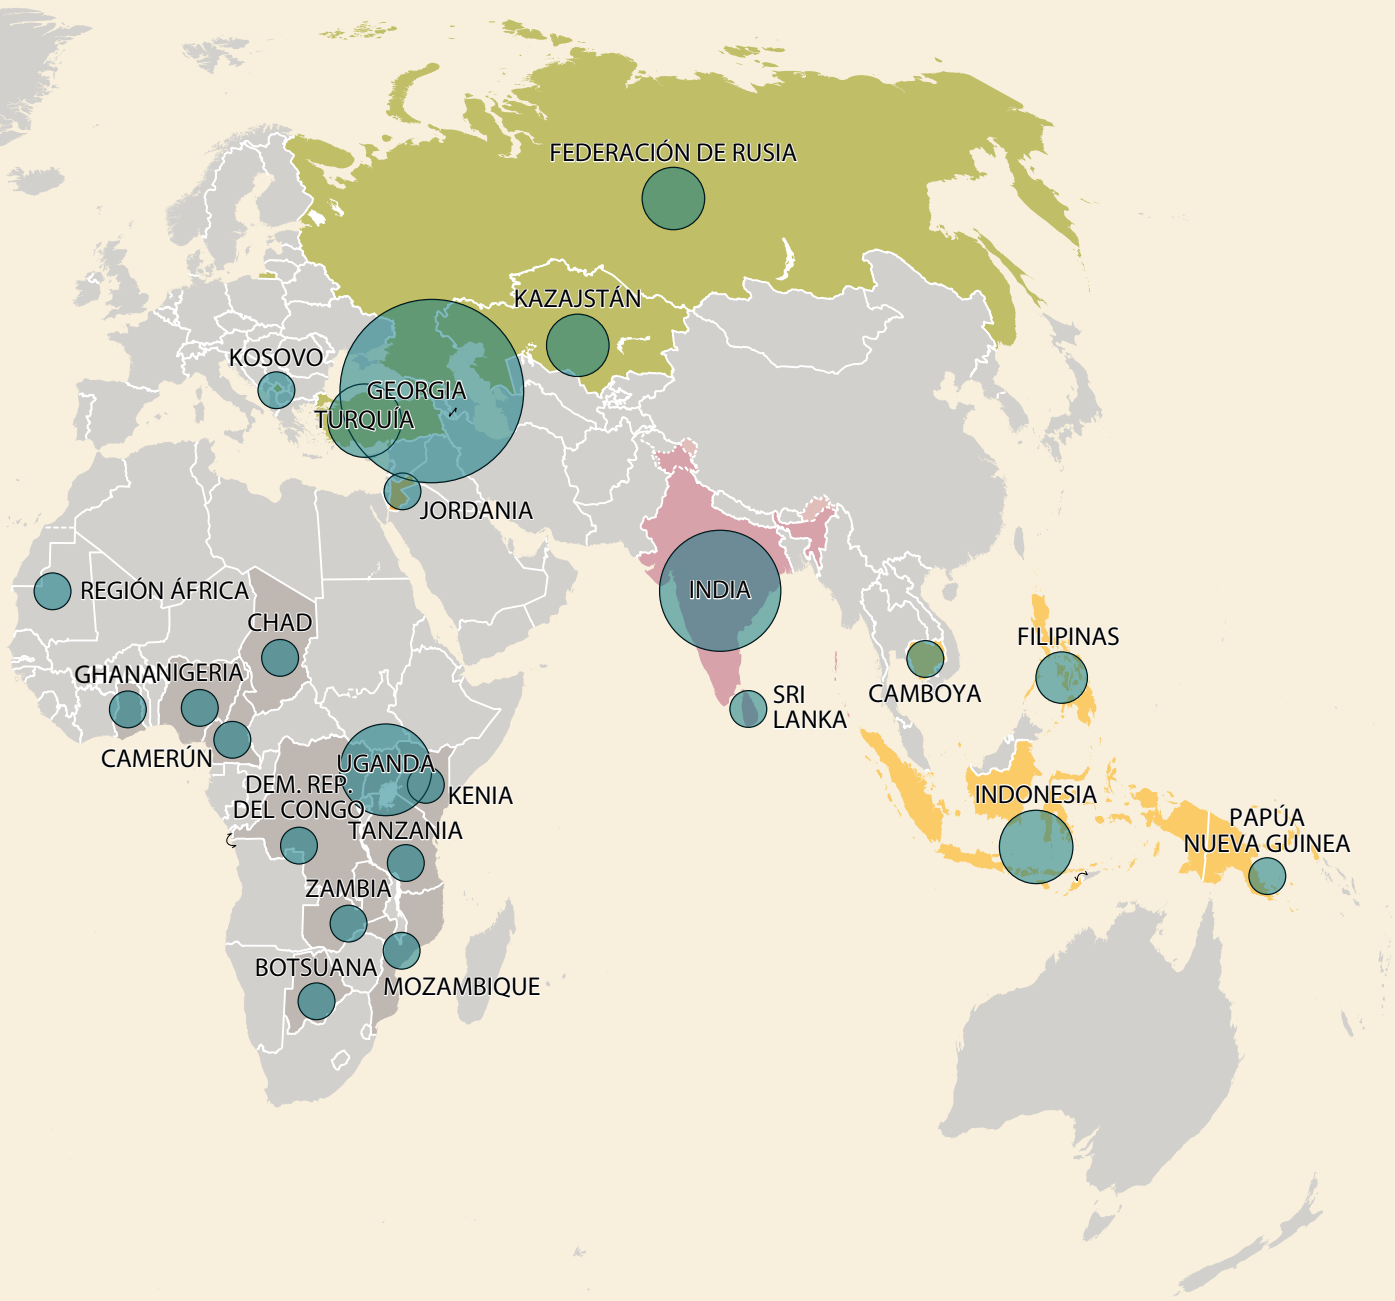 FEDERACIÓN DE RUSIA
KAZAJSTÁN
KOSOVO
GEORGIA
TURQUÍA
JORDANIA
REGIÓN ÁFRICA
INDIA
CHAD
FILIPINAS
GHANA
NIGERIA
CAMBOYA
SRI
LANKA
CAMERÚN
UGANDA
DEM. REP.
DEL CONGO
KENIA
INDONESIA
TANZANIA
PAPÚA
NUEVA GUINEA
ZAMBIA
BOTSUANA
MOZAMBIQUE